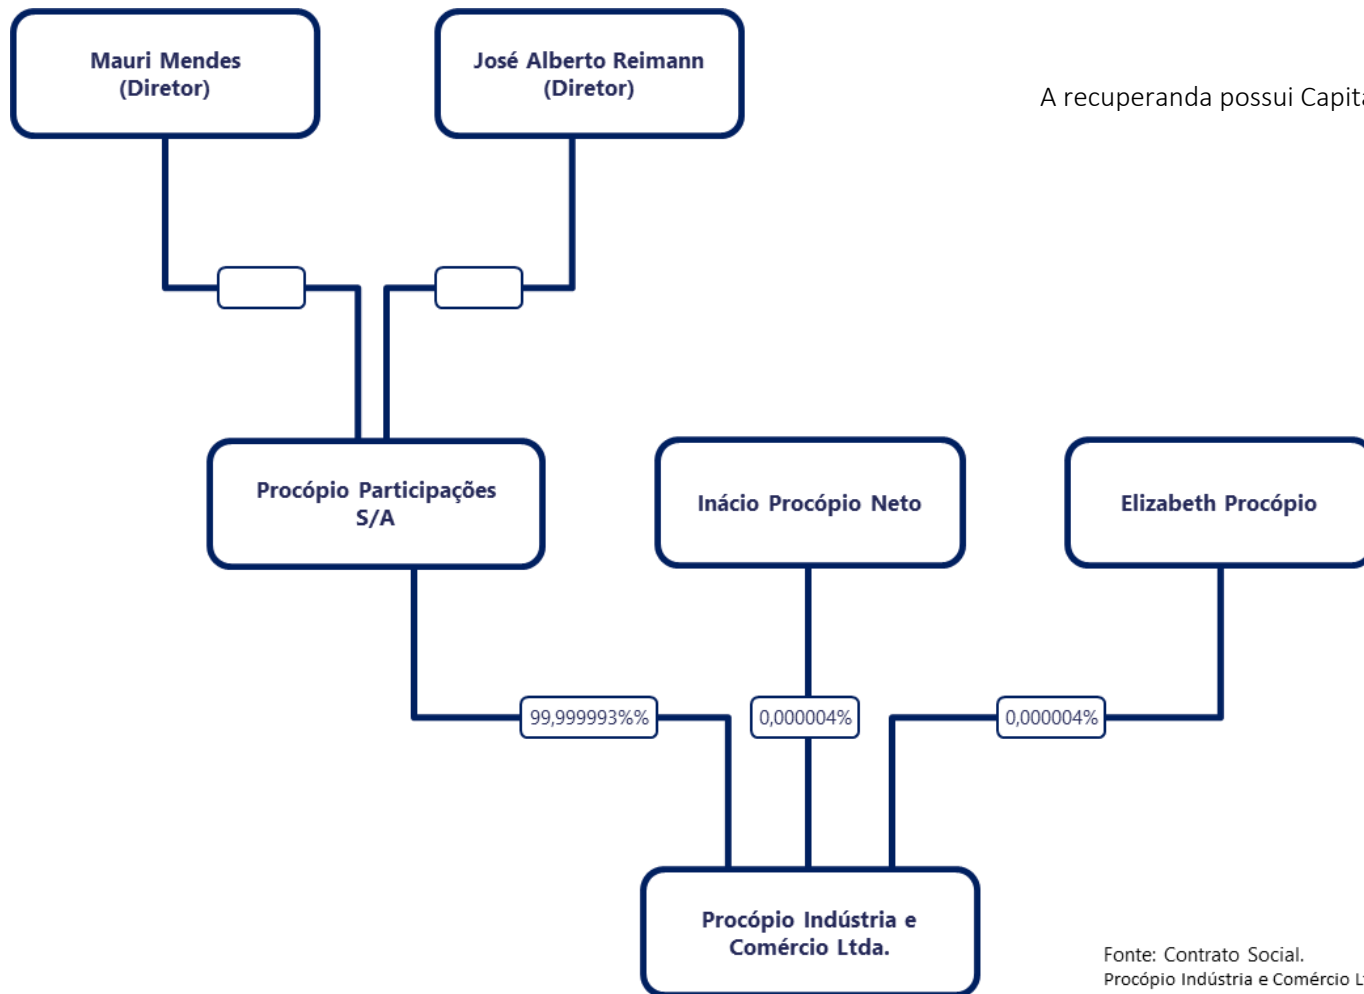 Mauri Mendes
(Diretor)
José Alberto Reimann
(Diretor)
A recuperanda possui
Procópio Participações
S/A
Inácio Procópio Neto
Elizabeth Procópio
99,999993%%
0,000004%
0,000004%
Procópio Indústria e
Comércio Ltda.
Fonte: Contrato Social.
Procópio Indústria e Comércio